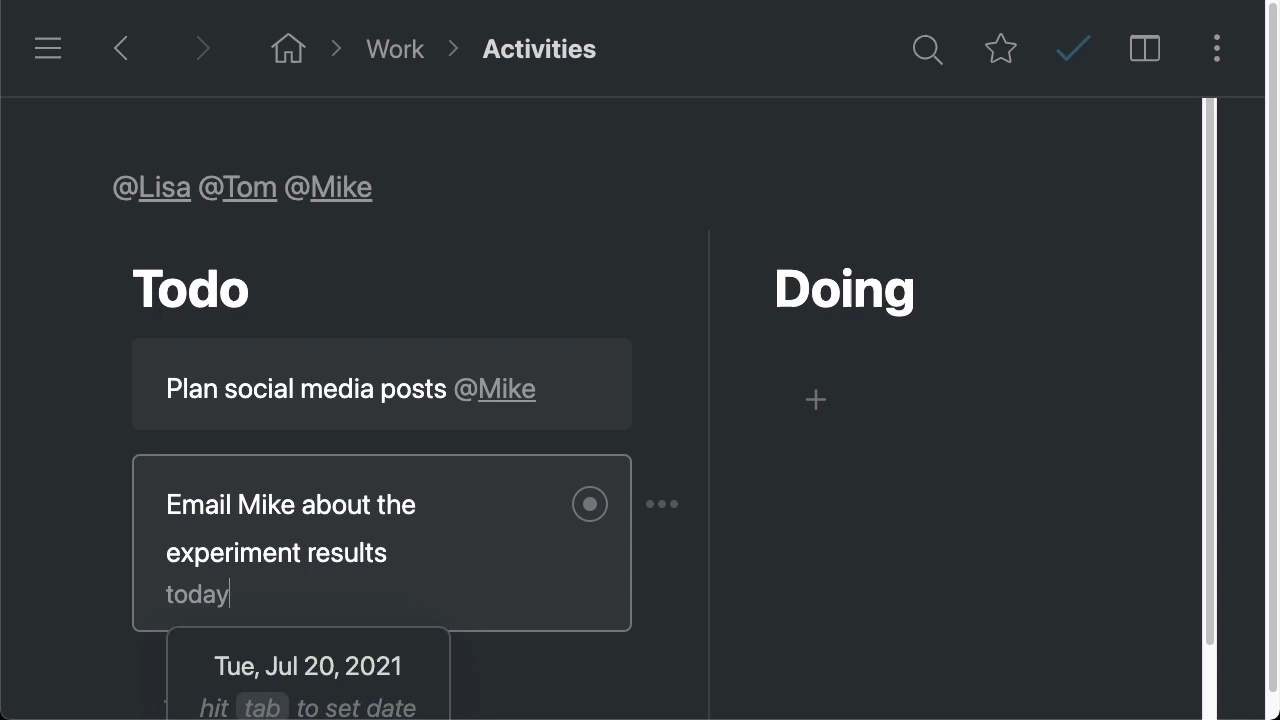 Work Activities
@Lisa @Tom @Mike
Todo
Doing
Plan social media posts @Mike
Email Mike about the
experiment results
today
Tue, Jul 20, 2021
hit tab to set date